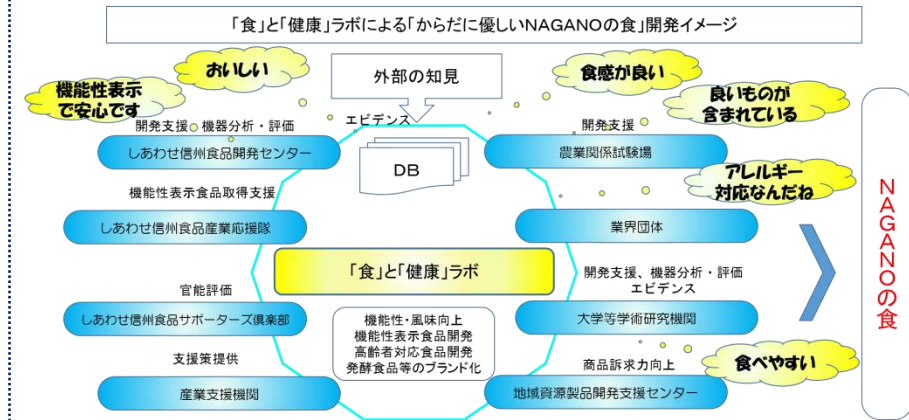 「食」と「健康」ラボによる「からだに優しいNAGANOの食」開発イメージ
機能性表示
で安心です
おいしい
外部の知見
食感が良い
良いものが
含まれている
アレルギー
対応なんだね
食べやすい
開発支援 機器分析・評価
しあわせ信州食品開発センター
機能性表示食品取得支援
しあわせ信州食品産業応援隊
官能評価
しあわせ信州食品サポーターズ倶楽部
支援策提供
産業支援機関
エビデンス
DB
「食」と「健康」ラボ
機能性・風味向上
機能性表示食品開発
高齢者対応食品開発
発酵食品等のブランド化
開発支援
農業関係試験場
業界団体
開発支援、機器分析・評価
エビデンス
大学等学術研究機関
商品訴求力向上
地域資源製品開発支援センター
NAGANOの食